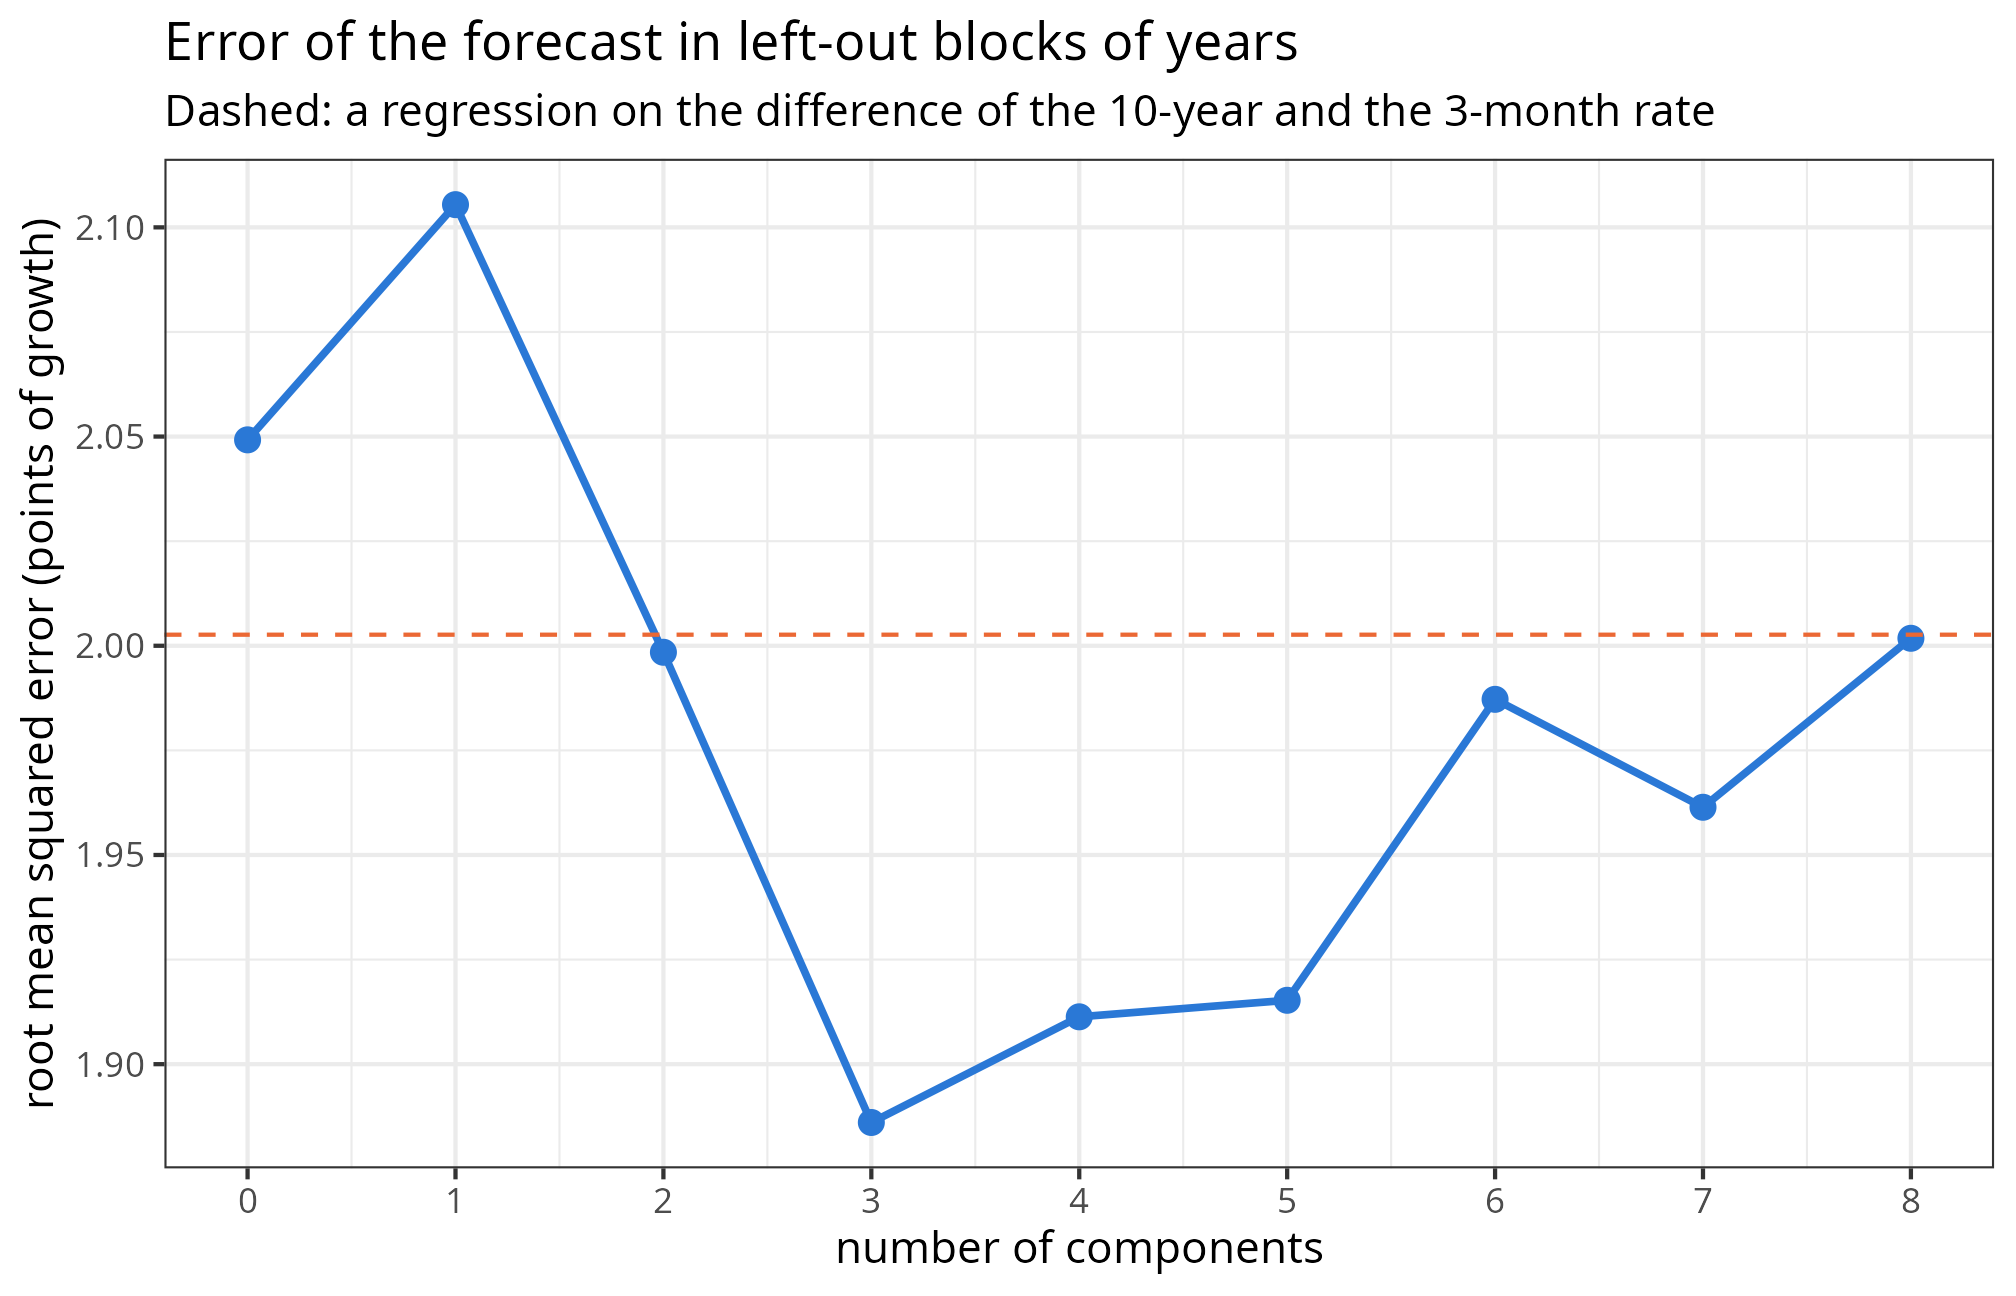 Error of the forecast in left-out blocks of years
Dashed: a regression on the difference of the 10-year and the 3-month rate
root mean squared error (points of growth)
2.10
2.05
2.00
1.95
1.90
0 1 2 3 4 5 6 7 8
number of components